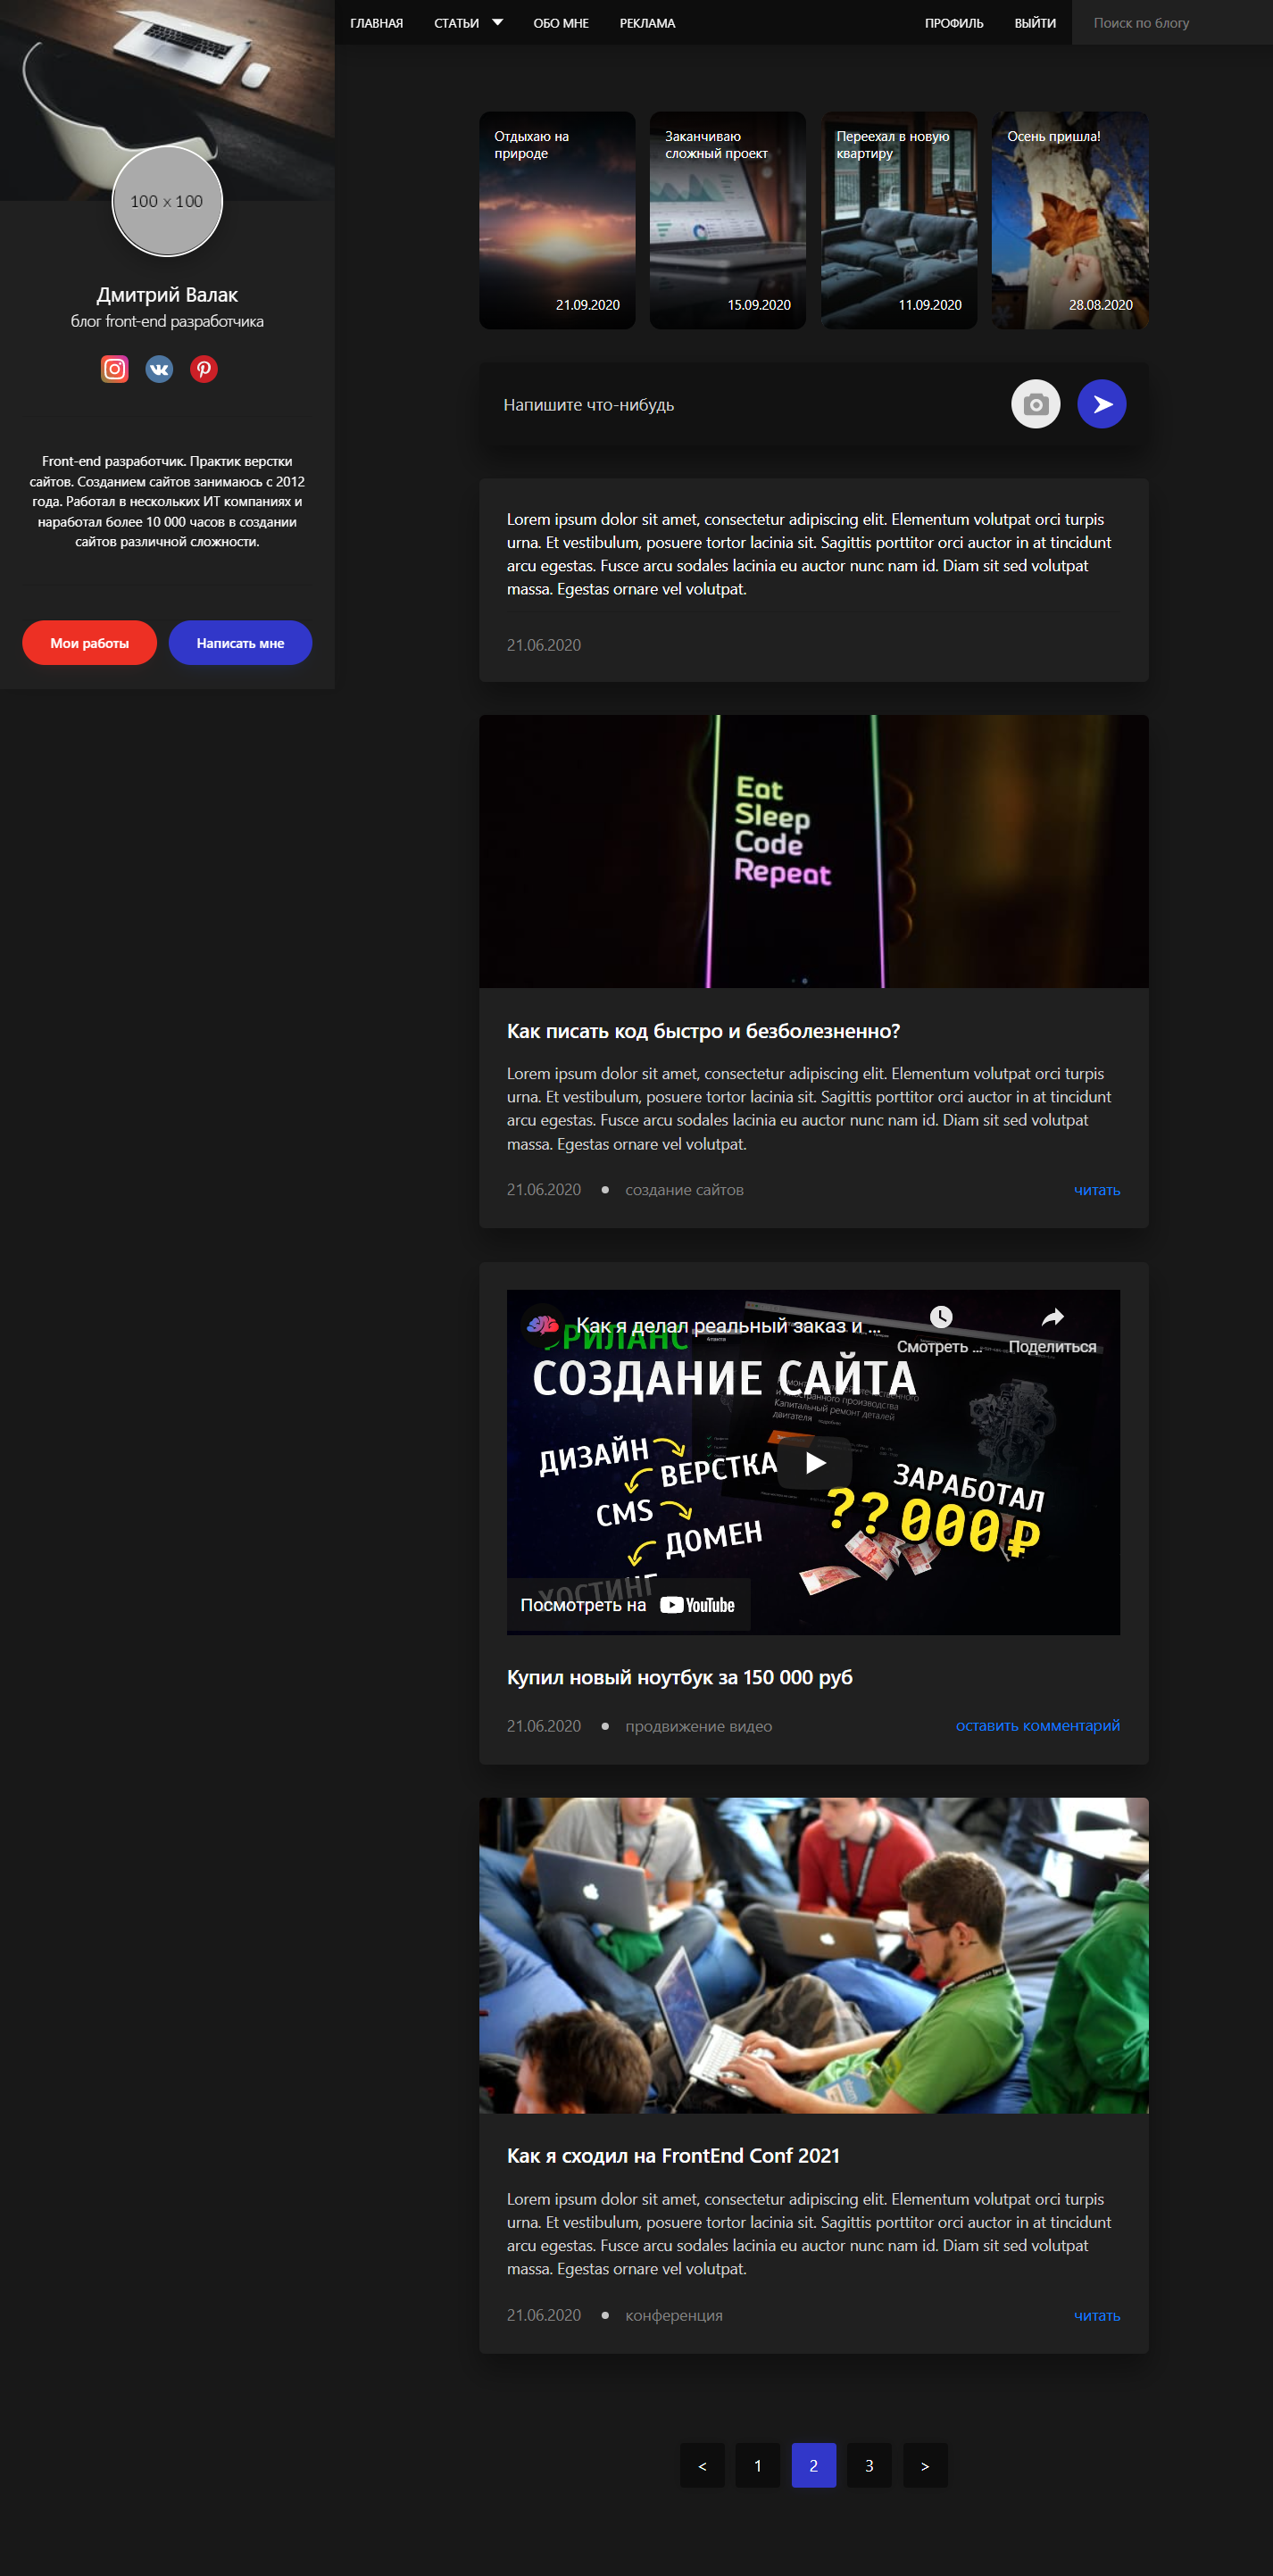 ГЛАВНАЯ
СТАТЬИ
ОБО МНЕ
РЕКЛАМА
ПРОФИЛЬ
ВЫЙТИ
Поиск по блогу
100 x 100
Дмитрий Валак
блог front-end разработчика
Front-end разработчик. Практик верстки
сайтов. Созданием сайтов занимаюсь с 2012
года. Работал в нескольких ИТ компаниях и
наработал более 10 000 часов в создании
сайтов различной сложности.
Мои работы
Написать мне
Отдыхаю на
природе
21.09.2020
Заканчиваю
сложный проект
15.09.2020
Переехал в новую
квартиру
11.09.2020
Осень пришла!
28.08.2020
Напишите что-нибудь
Lorem ipsum dolor sit amet, consectetur adipiscing elit. Elementum volutpat orci turpis
urna. Et vestibulum, posuere tortor lacinia sit. Sagittis porttitor orci auctor in at tincidunt
arcu egestas. Fusce arcu sodales lacinia eu auctor nunc nam id. Diam sit sed volutpat
massa. Egestas ornare vel volutpat.
21.06.2020
Eat
Sleep
Code
Repeat
Как писать код быстро и безболезненно?
Lorem ipsum dolor sit amet, consectetur adipiscing elit. Elementum volutpat orci turpis
urna. Et vestibulum, posuere tortor lacinia sit. Sagittis porttitor orci auctor in at tincidunt
arcu egestas. Fusce arcu sodales lacinia eu auctor nunc nam id. Diam sit sed volutpat
massa. Egestas ornare vel volutpat.
21.06.2020 • создание сайтов
читать
Как я делал реальный заказ и ...
Смотреть ...
Поделиться
ФРИЛАНС
СОЗДАНИЕ САЙТА
Капитальный ремонт деталей
двигателя
ДИЗАЙН
ВЕРСТКА
CMS
ДОМЕН
ХОСТИНГ
ЗАРАБОТАЛ
??000₽
Посмотреть на YouTube
Купил новый ноутбук за 150 000 руб
21.06.2020 • продвижение видео
оставить комментарий
Как я сходил на FrontEnd Conf 2021
Lorem ipsum dolor sit amet, consectetur adipiscing elit. Elementum volutpat orci turpis
urna. Et vestibulum, posuere tortor lacinia sit. Sagittis porttitor orci auctor in at tincidunt
arcu egestas. Fusce arcu sodales lacinia eu auctor nunc nam id. Diam sit sed volutpat
massa. Egestas ornare vel volutpat.
21.06.2020 • конференция
читать
< 1 2 3 >